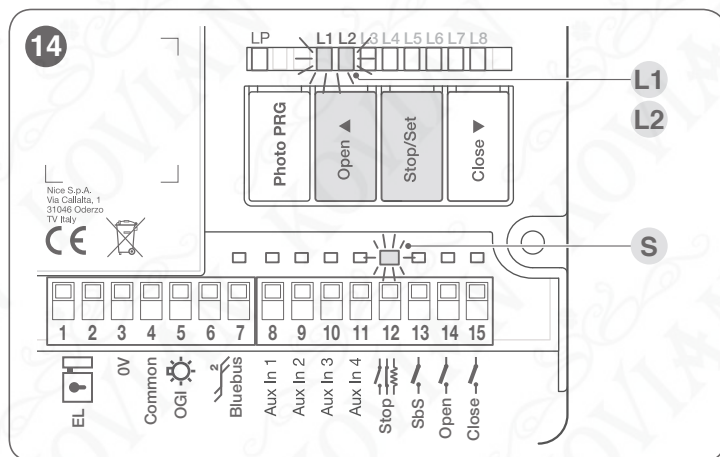 14
LP L1 L2 L3 L4 L5 L6 L7 L8
L1
L2
Photo PRG
Open ▲
Stop/Set
Close ▼
Nice S.p.A.
Via Callalta, 1
31046 Oderzo
TV Italy
CE
S
1 2 3 4 5 6 7 8 9 10 11 12 13 14 15
EL
0V
Common
OGI
2
Bluebus
Aux In 1
Aux In 2
Aux In 3
Aux In 4
Stop
SbS
Open
Close
KOVIAN